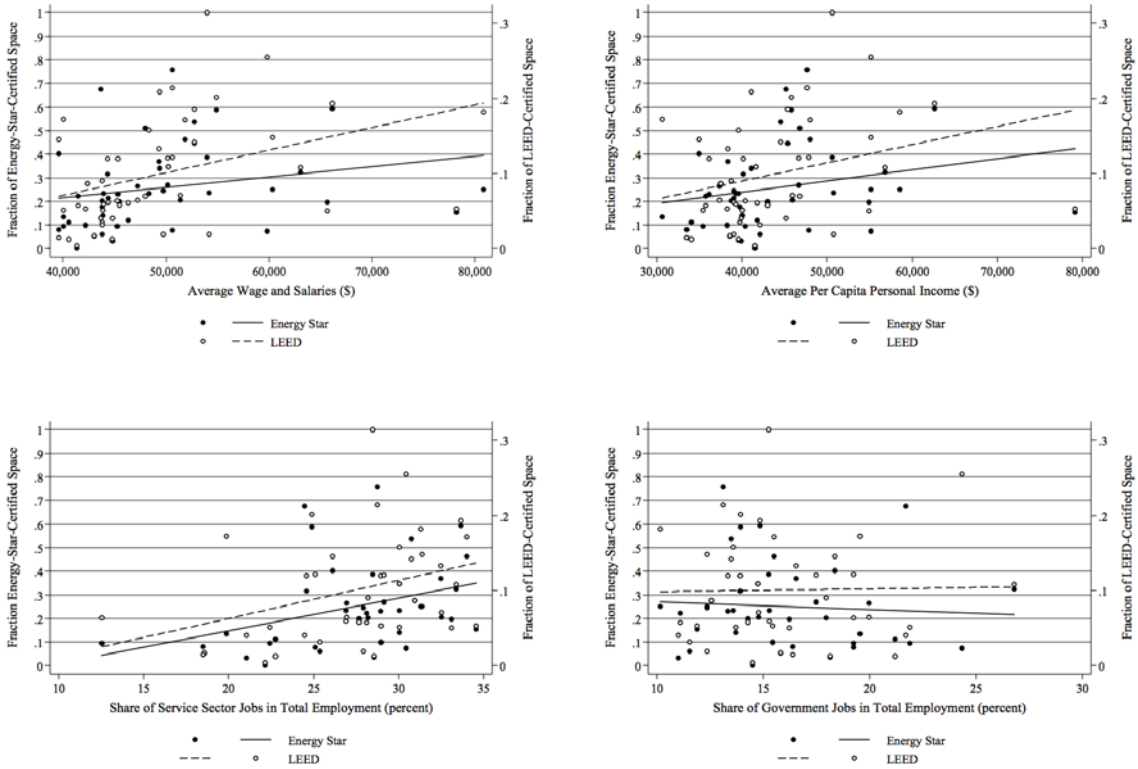 1
.9
.8
.7
.6
.5
.4
.3
.2
.1
0
.3
.2
.1
0
Fraction of Energy-Star-Certified Space
Fraction of LEED-Certified Space
40,000 50,000 60,000 70,000 80,000
Average Wage and Salaries ($)
Energy Star
LEED
1
.9
.8
.7
.6
.5
.4
.3
.2
.1
0
.3
.2
.1
0
Fraction Energy-Star-Certified Space
Fraction of LEED-Certified Space
30,000 40,000 50,000 60,000 70,000 80,000
Average Per Capita Personal Income ($)
Energy Star
LEED
1
.9
.8
.7
.6
.5
.4
.3
.2
.1
0
.3
.2
.1
0
Fraction Energy-Star-Certified Space
Fraction of LEED-Certified Space
10 15 20 25 30 35
Share of Service Sector Jobs in Total Employment (percent)
Energy Star
LEED
1
.9
.8
.7
.6
.5
.4
.3
.2
.1
0
.3
.2
.1
0
Fraction Energy-Star-Certified Space
Fraction of LEED-Certified Space
10 15 20 25 30
Share of Government Jobs in Total Employment (percent)
Energy Star
LEED